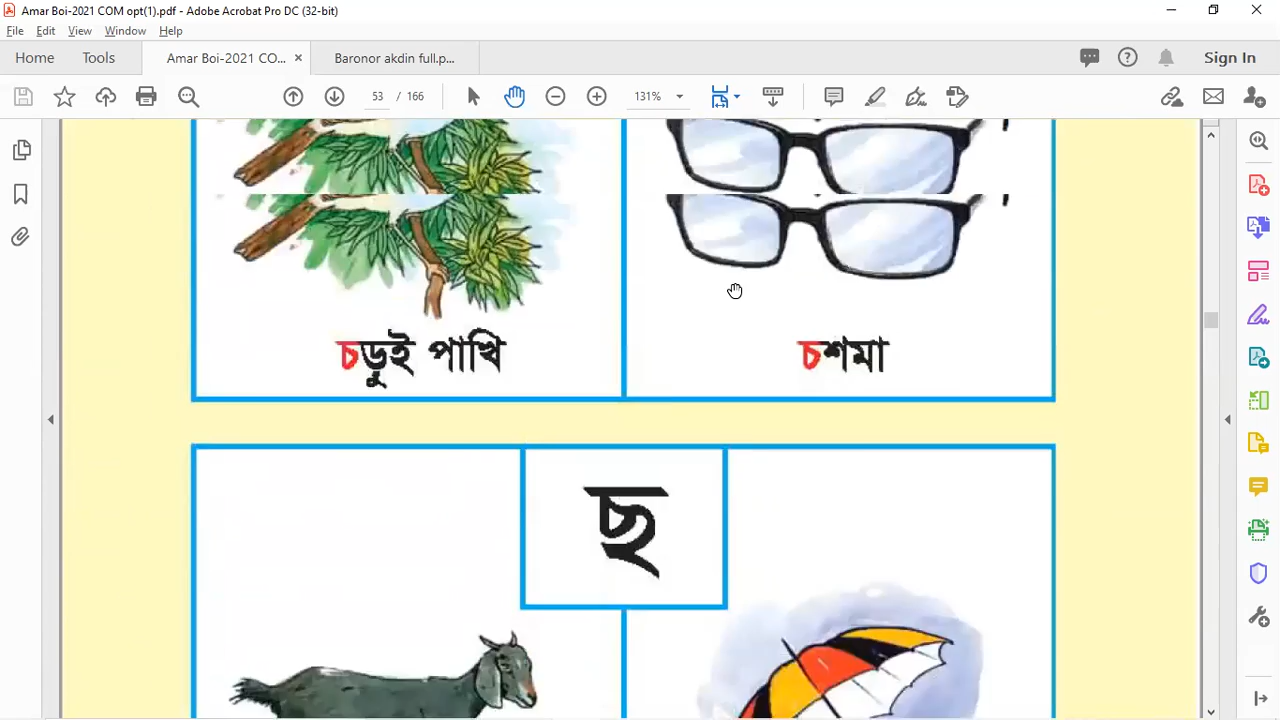 Amar Boi-2021 COM opt(1).pdf - Adobe Acrobat Pro DC (32-bit)
File Edit View Window Help
Home Tools Amar Boi-2021 CO... × Baronor akdin full.p... Sign In
53 / 166 131%
চড়ুই পাখি চশমা
ছ